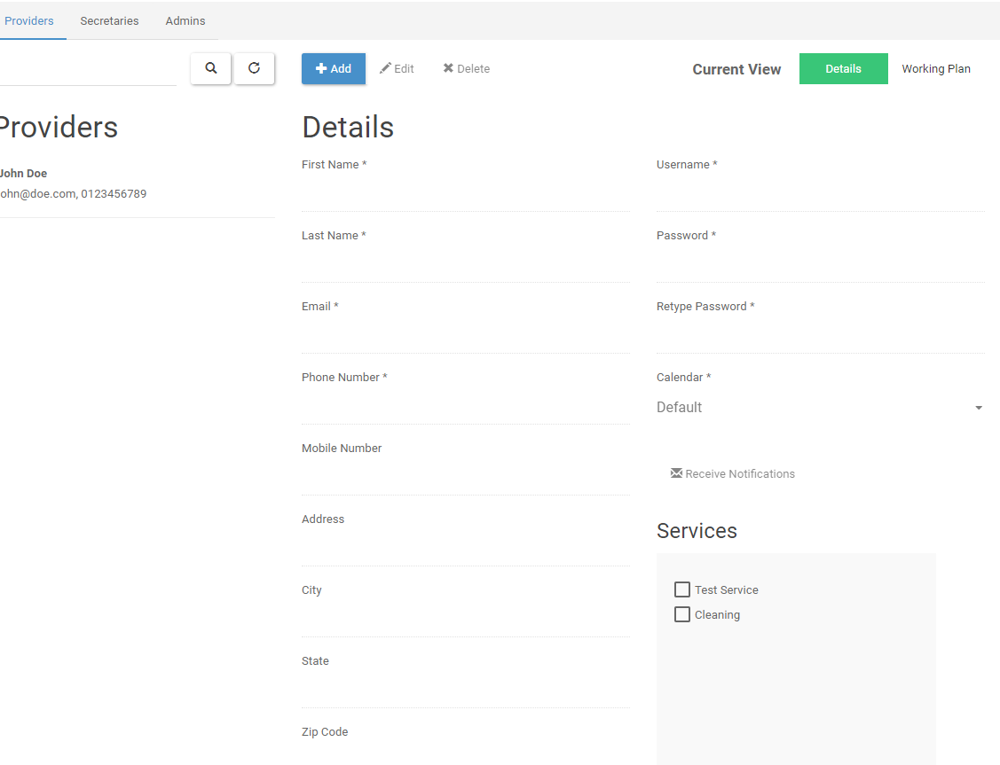 Providers Secretaries Admins
Add Edit Delete Current View Details Working Plan
Providers
John Doe
john@doe.com, 0123456789
Details
First Name *
Last Name *
Email *
Phone Number *
Mobile Number
Address
City
State
Zip Code
Username *
Password *
Retype Password *
Calendar *
Default
Receive Notifications
Services
Test Service
Cleaning